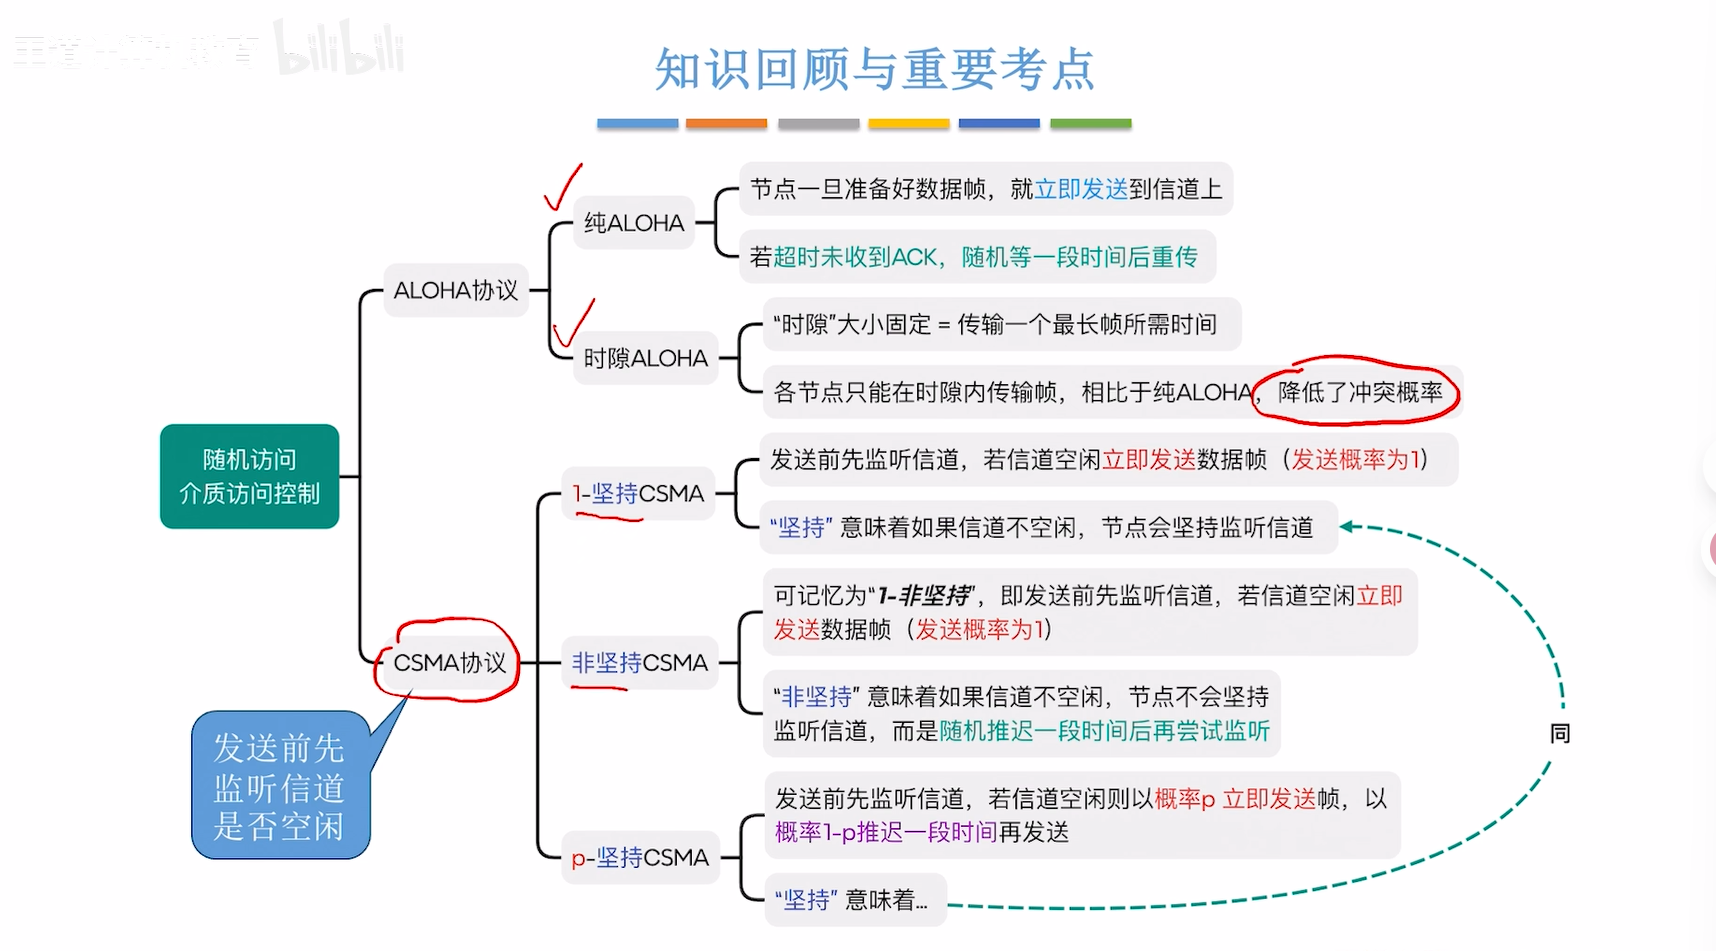 bilibili
知识回顾与重要考点
节点一旦准备好数据帧，就立即发送到信道上
纯ALOHA
若超时未收到ACK，随机等一段时间后重传
ALOHA协议
“时隙”大小固定 = 传输一个最长帧所需时间
时隙ALOHA
各节点只能在时隙内传输帧，相比于纯ALOHA，降低了冲突概率
随机访问
介质访问控制
发送前先监听信道，若信道空闲立即发送数据帧（发送概率为1）
1-坚持CSMA
“坚持” 意味着如果信道不空闲，节点会坚持监听信道
可记忆为“1-非坚持”，即发送前先监听信道，若信道空闲立即
发送数据帧（发送概率为1）
CSMA协议
非坚持CSMA
“非坚持” 意味着如果信道不空闲，节点不会坚持
监听信道，而是随机推迟一段时间后再尝试监听
同
发送前先
监听信道
是否空闲
发送前先监听信道，若信道空闲则以概率p 立即发送帧，以
概率1-p推迟一段时间再发送
p-坚持CSMA
“坚持” 意味着...